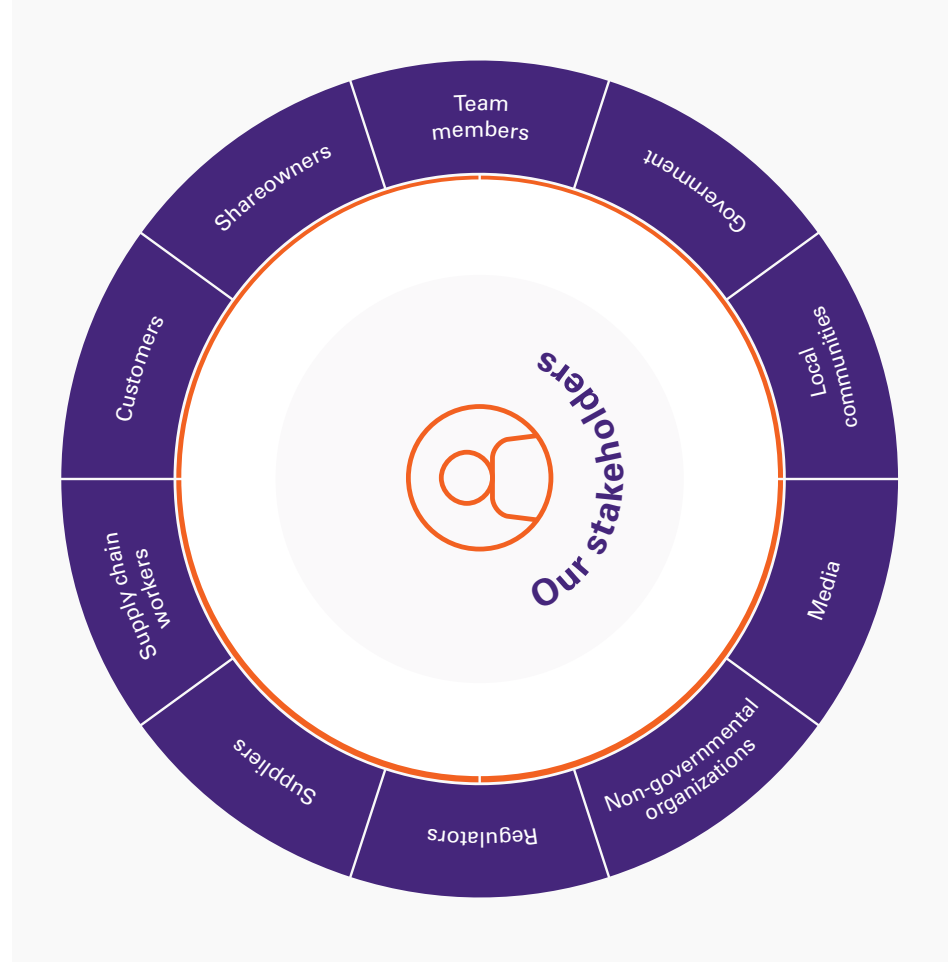 Team
members
Government
Local
communities
Media
Non-governmental
organizations
Regulators
Suppliers
Supply chain
workers
Customers
Shareowners
Our stakeholders